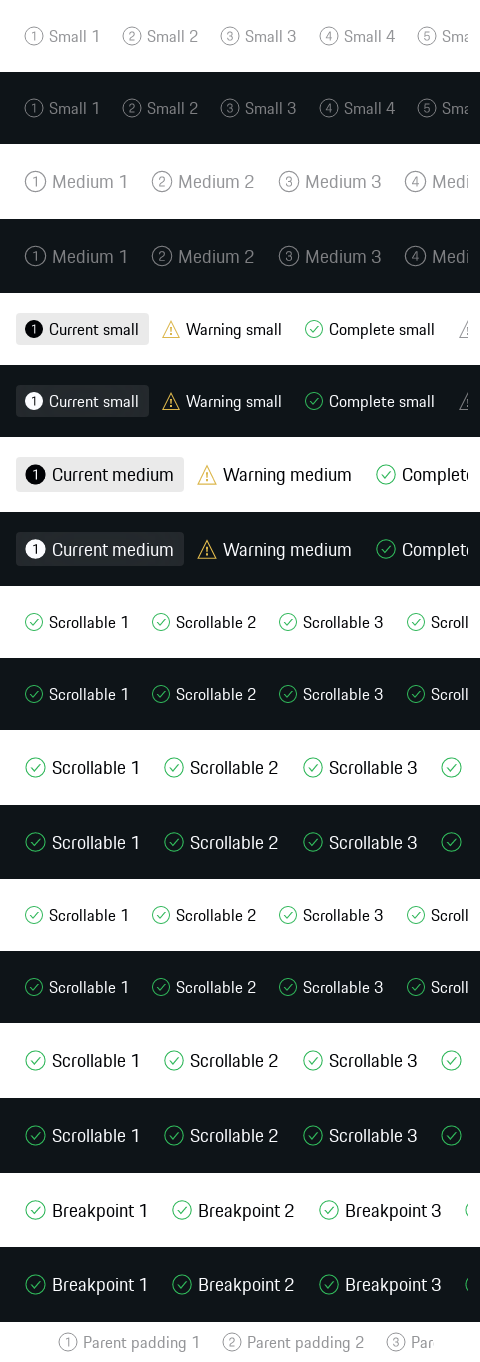 1 Small 1 2 Small 2 3 Small 3 4 Small 4 5 Sma
1 Small 1 2 Small 2 3 Small 3 4 Small 4 5 Sma
1 Medium 1 2 Medium 2 3 Medium 3 4 Medi
1 Medium 1 2 Medium 2 3 Medium 3 4 Medi
1 Current small Warning small Complete small
1 Current small Warning small Complete small
1 Current medium Warning medium Complete
1 Current medium Warning medium Complete
Scrollable 1 Scrollable 2 Scrollable 3 Scroll
Scrollable 1 Scrollable 2 Scrollable 3 Scroll
Scrollable 1 Scrollable 2 Scrollable 3
Scrollable 1 Scrollable 2 Scrollable 3
Scrollable 1 Scrollable 2 Scrollable 3 Scroll
Scrollable 1 Scrollable 2 Scrollable 3 Scroll
Scrollable 1 Scrollable 2 Scrollable 3
Scrollable 1 Scrollable 2 Scrollable 3
Breakpoint 1 Breakpoint 2 Breakpoint 3
Breakpoint 1 Breakpoint 2 Breakpoint 3
1 Parent padding 1 2 Parent padding 2 3 Par